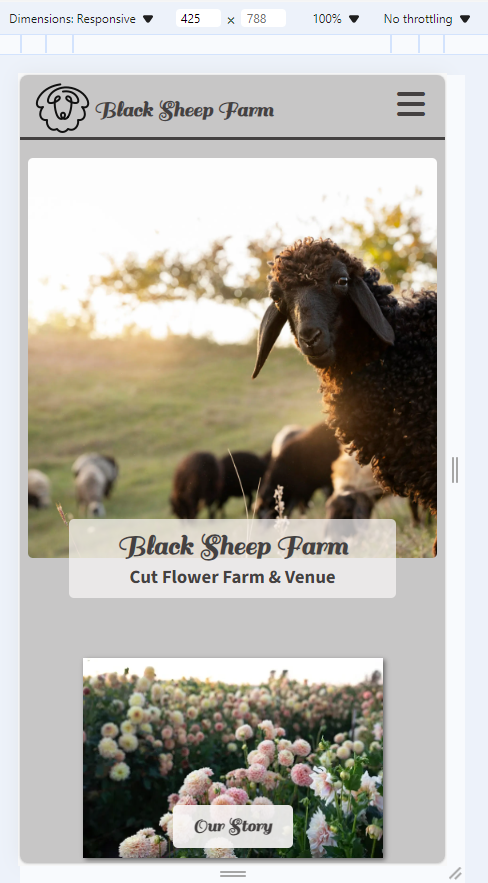 Dimensions: Responsive 425 × 788 100% No throttling
Black Sheep Farm
Black Sheep Farm
Cut Flower Farm & Venue
Our Story